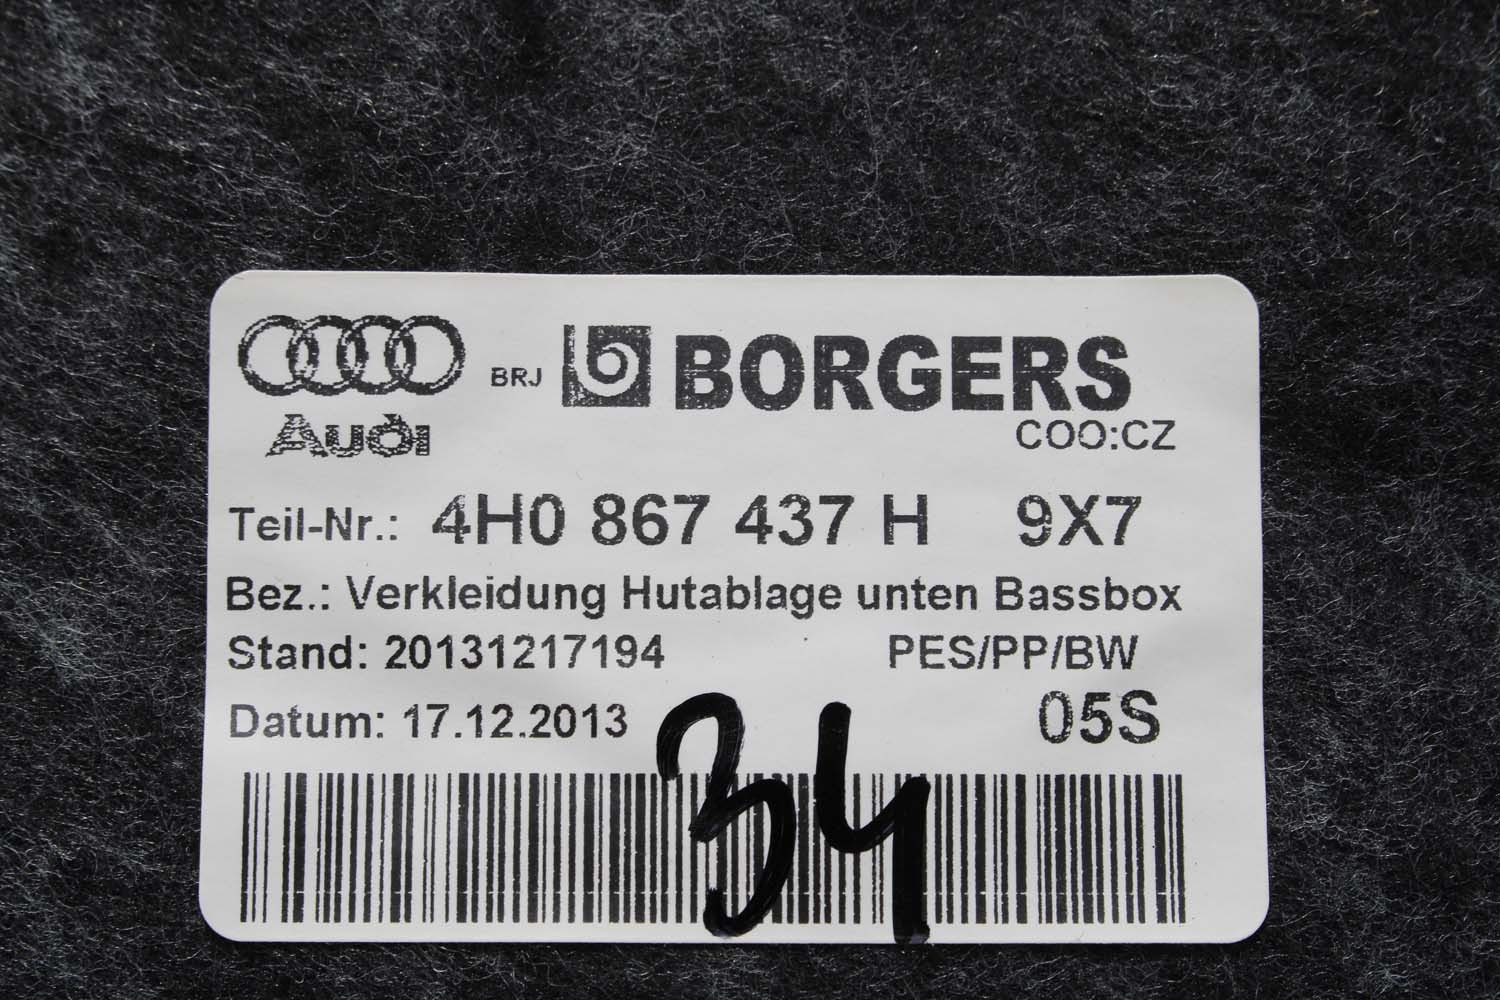 BRJ BORGERS
Audi COO:CZ
Teil-Nr.: 4H0 867 437 H 9X7
Bez.: Verkleidung Hutablage unten Bassbox
Stand: 20131217194 PES/PP/BW
Datum: 17.12.2013 05S
34